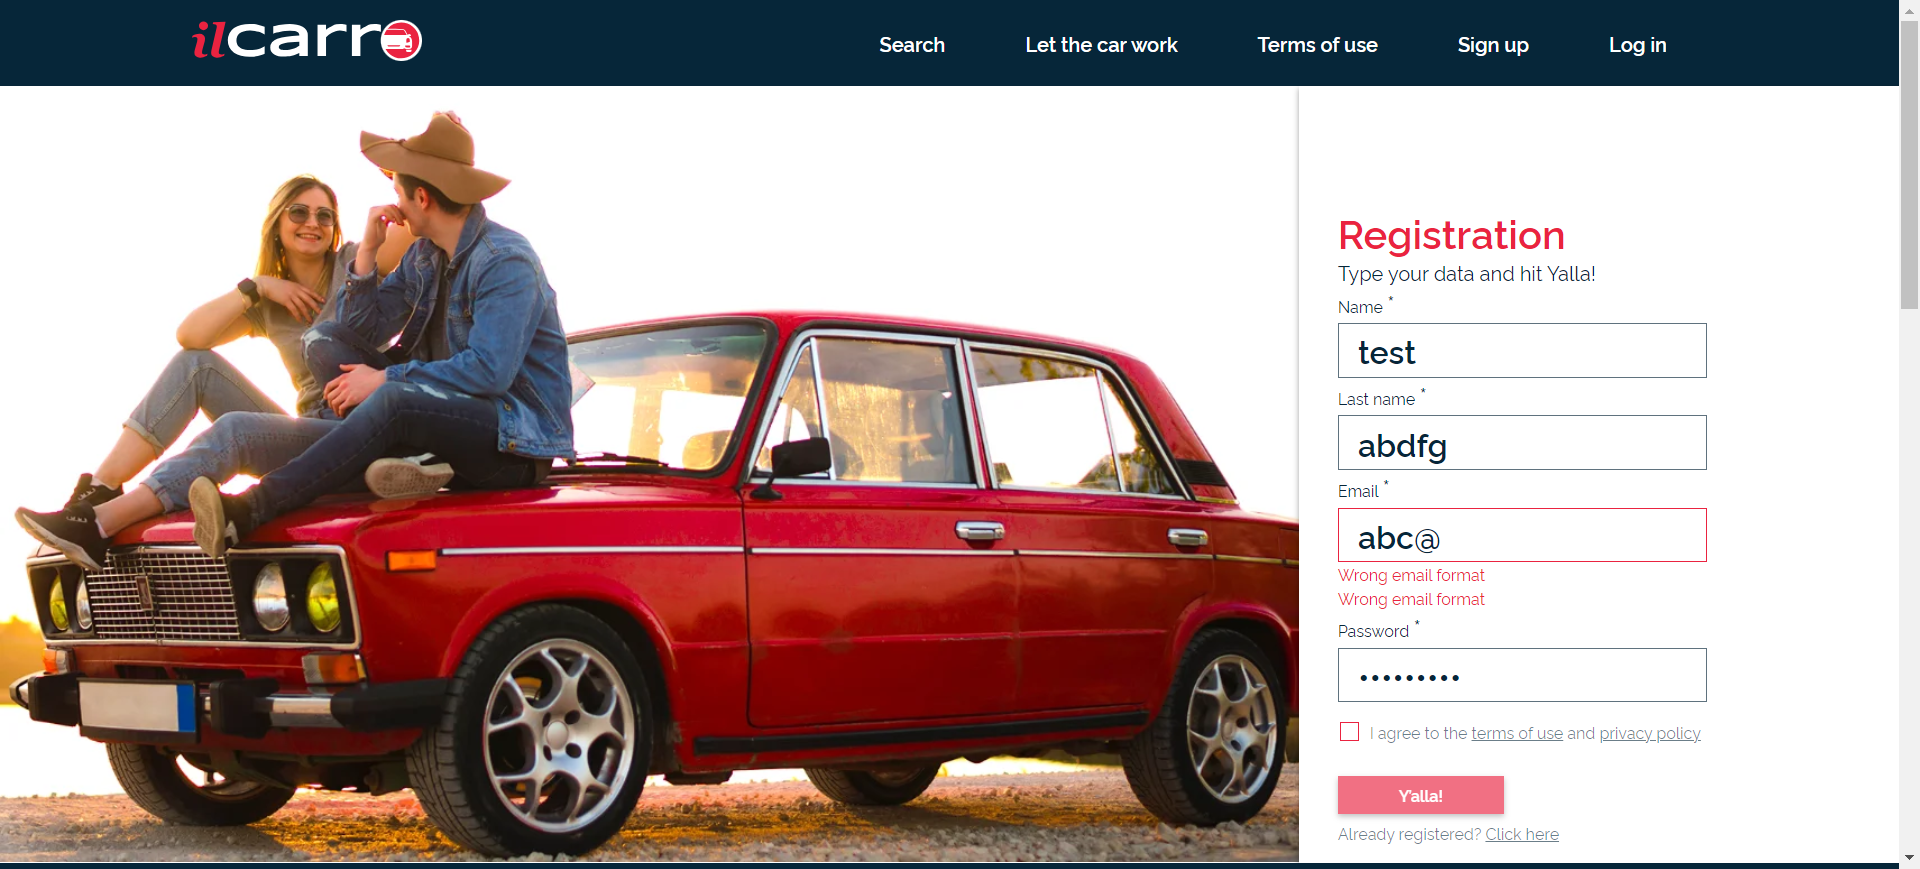 ilcarro
Search Let the car work Terms of use Sign up Log in
Registration
Type your data and hit Yalla!
Name *
test
Last name *
abdfg
Email *
abc@
Wrong email format
Wrong email format
Password *
•••••••••
I agree to the terms of use and privacy policy
Y'alla!
Already registered? Click here